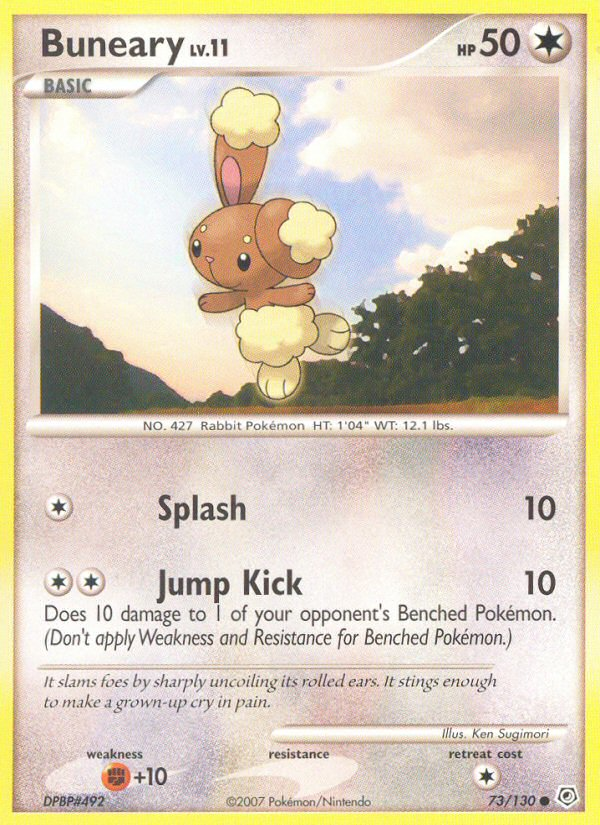 Buneary LV.11
HP 50
BASIC
NO. 427 Rabbit Pokémon HT: 1'04" WT: 12.1 lbs.
Splash 10
Jump Kick 10
Does 10 damage to 1 of your opponent's Benched Pokémon.
(Don't apply Weakness and Resistance for Benched Pokémon.)
It slams foes by sharply uncoiling its rolled ears. It stings enough
to make a grown-up cry in pain.
Illus. Ken Sugimori
weakness resistance retreat cost
+10
DPBP#492 ©2007 Pokémon/Nintendo 73/130